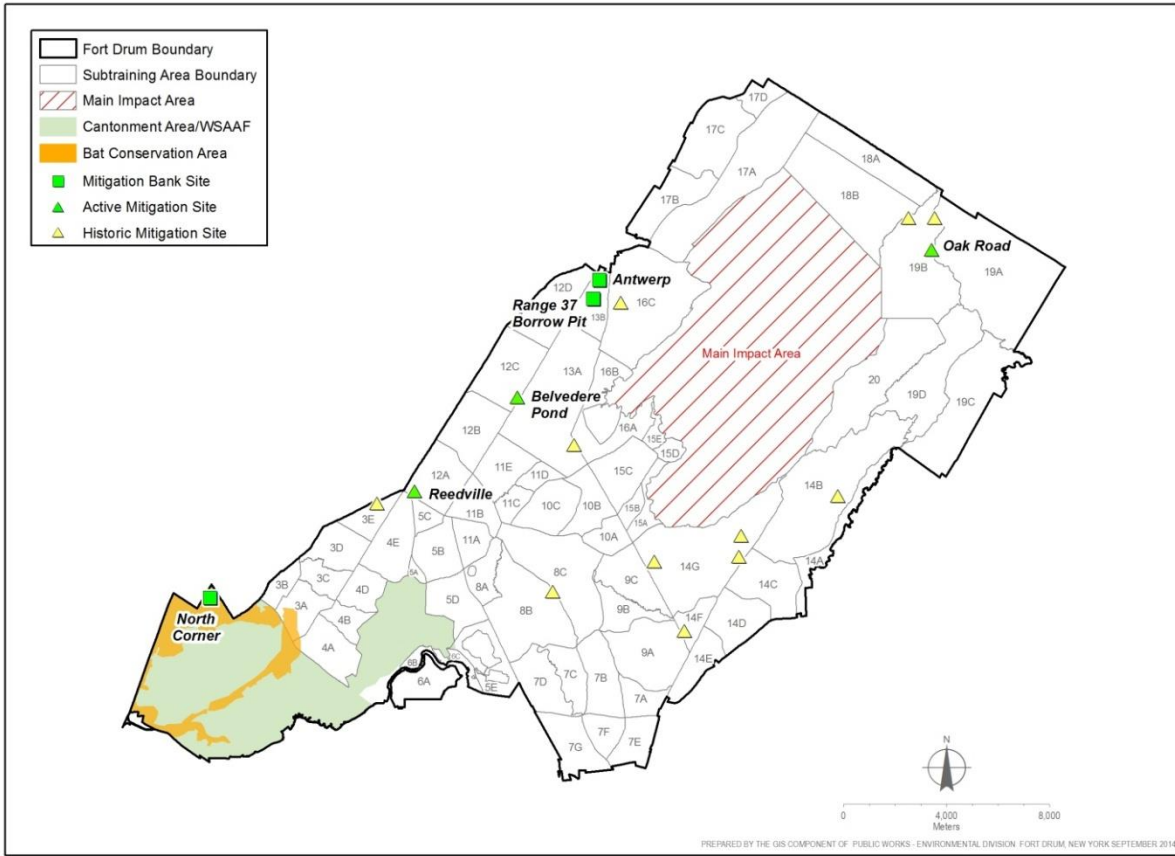 Fort Drum Boundary
Subtraining Area Boundary
Main Impact Area
Cantonment Area/WSAAF
Bat Conservation Area
Mitigation Bank Site
Active Mitigation Site
Historic Mitigation Site
17D
17C
17A
17B
18A
18B
19B
Oak Road
19A
12D
Antwerp
16C
Range 37
Borrow Pit
13B
Main Impact Area
12C
13A
16B
20
19D
19C
Belvedere
Pond
16A
15E
15D
12B
11E
11D
15C
14B
12A
Reedville
11C
10C
10B
15B
15A
3E
5C
11B
4E
5B
11A
10A
14G
3D
3C
3B
5A
8C
9C
14A
14C
4D
8A
5D
3A
4B
8B
9B
14F
14D
North
Corner
4A
9A
14E
6B
6C
6A
5E
7D
7C
7B
7A
7G
7F
7E
N
0
4,000
8,000
Meters
PREPARED BY THE GIS COMPONENT OF PUBLIC WORKS - ENVIRONMENTAL DIVISION FORT DRUM, NEW YORK SEPTEMBER